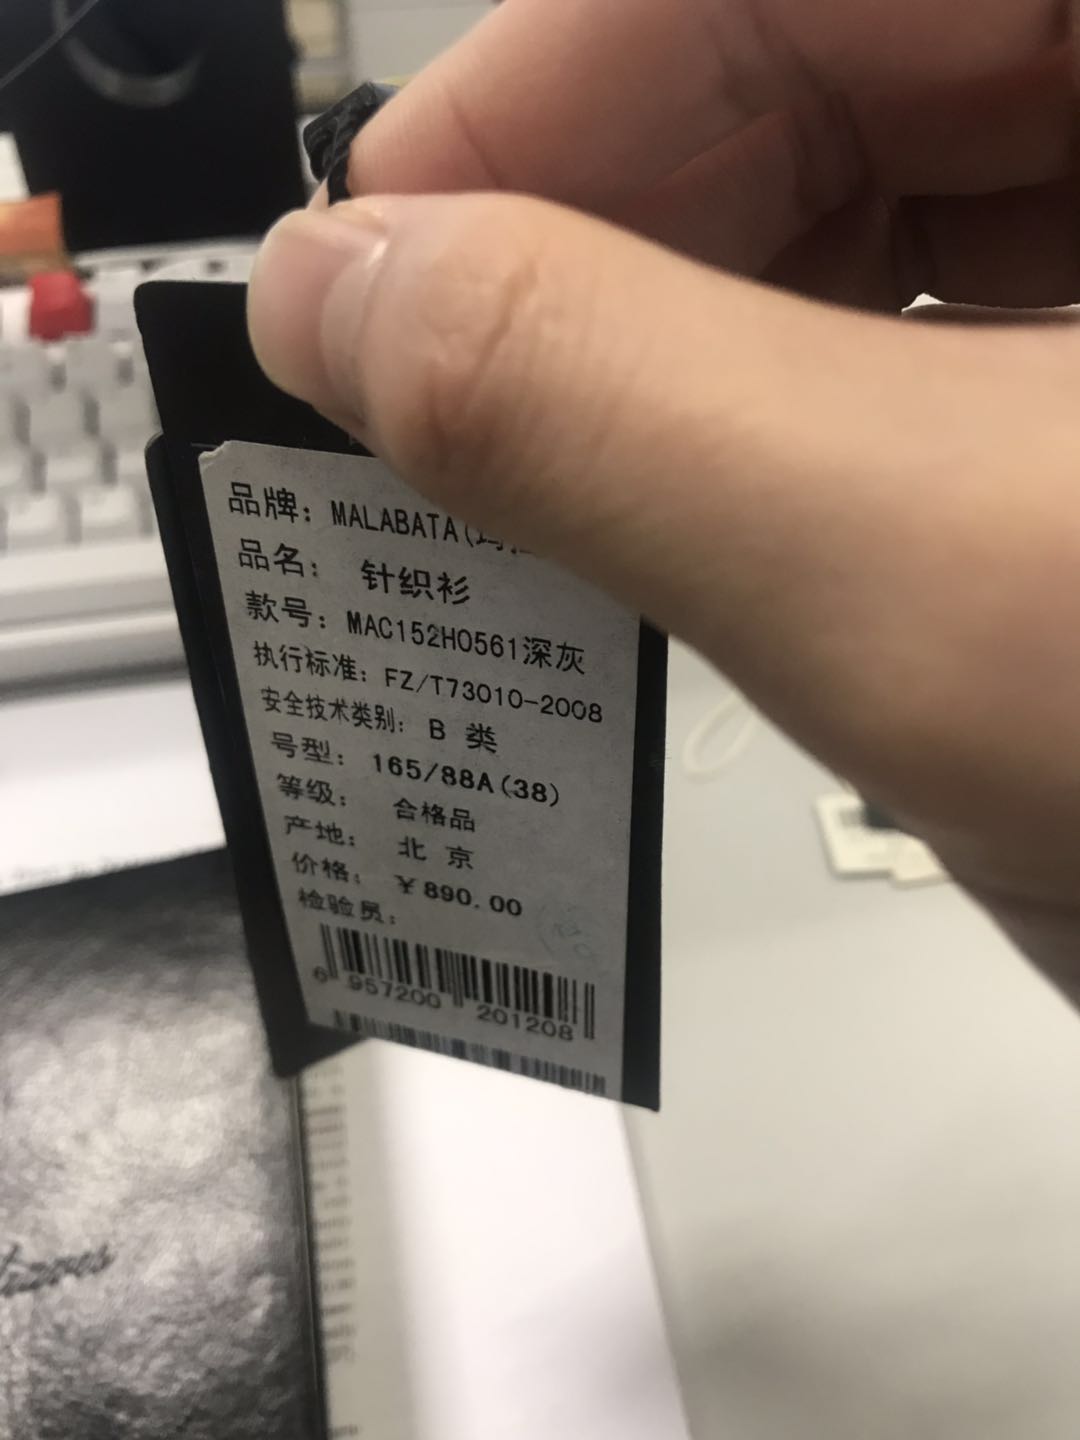 品牌：MALABATA(
品名：针织衫
款号：MAC152H0561深灰
执行标准：FZ/T73010-2008
安全技术类别：B 类
号型：165/88A(38)
等级：合格品
产地：北 京
价格：￥890.00
检验员：
6 957200 201208